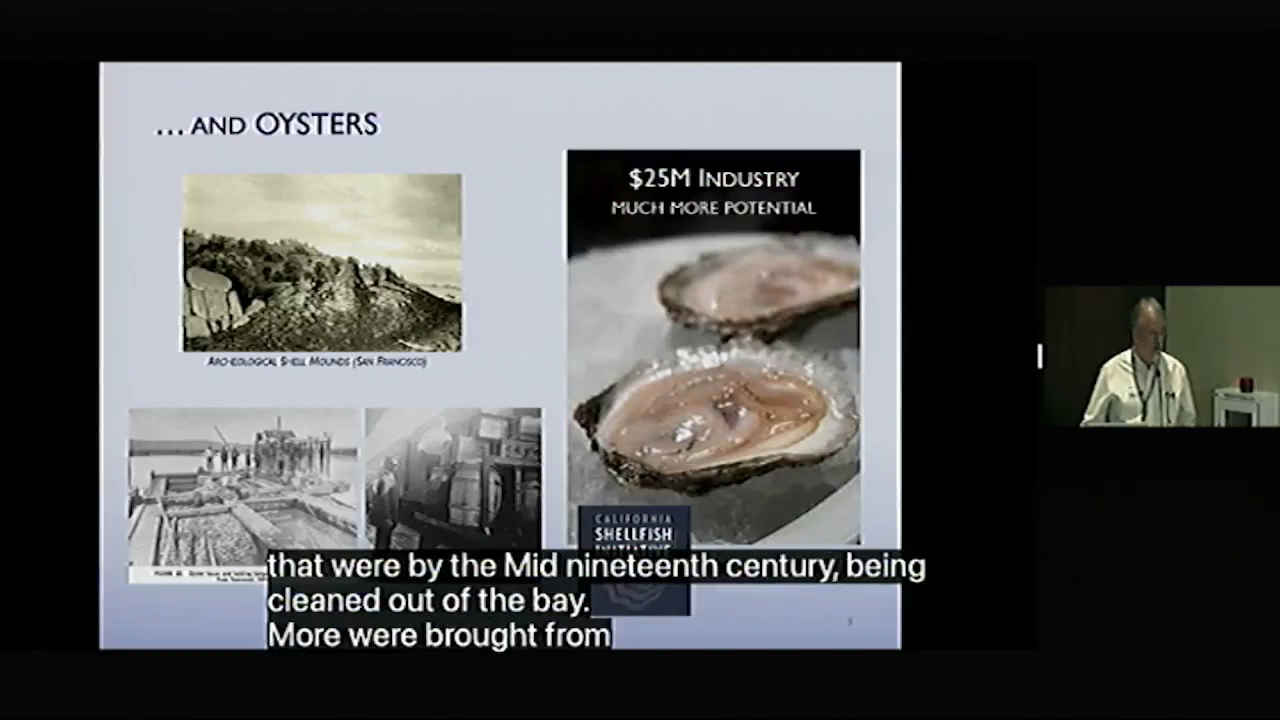 ... AND OYSTERS
$25M INDUSTRY
MUCH MORE POTENTIAL
ARCHEOLOGICAL SHELL MOUNDS (SAN FRANCISCO)
CALIFORNIA
SHELLFISH
INITIATIVE
that were by the Mid nineteenth century, being
cleaned out of the bay.
More were brought from